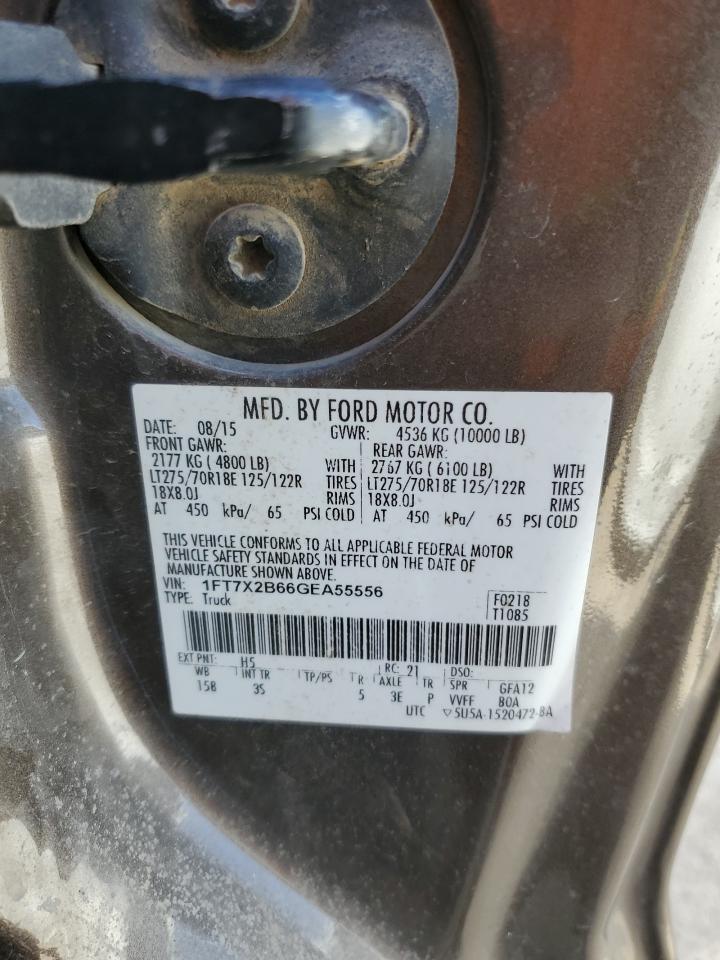 MFD. BY FORD MOTOR CO.
DATE: 08/15 GVWR: 4536 KG (10000 LB)
FRONT GAWR: REAR GAWR:
2177 KG ( 4800 LB) WITH 2767 KG ( 6100 LB) WITH
LT275/70R18E 125/122R TIRES LT275/70R18E 125/122R TIRES
18X8.0J RIMS 18X8.0J RIMS
AT 450 kPa/ 65 PSI COLD AT 450 kPa/ 65 PSI COLD
THIS VEHICLE CONFORMS TO ALL APPLICABLE FEDERAL MOTOR
VEHICLE SAFETY STANDARDS IN EFFECT ON THE DATE OF
MANUFACTURE SHOWN ABOVE.
VIN: 1FT7X2B66GEA55556 F0218
TYPE: Truck T1085
EXT PNT: H5 RC: 21 DSO:
WB INT TR TP/PS R AXLE TR SPR GFA12
158 3S 5 3E P VVFF BOA
UTC ▽5U5A-1520472-BA